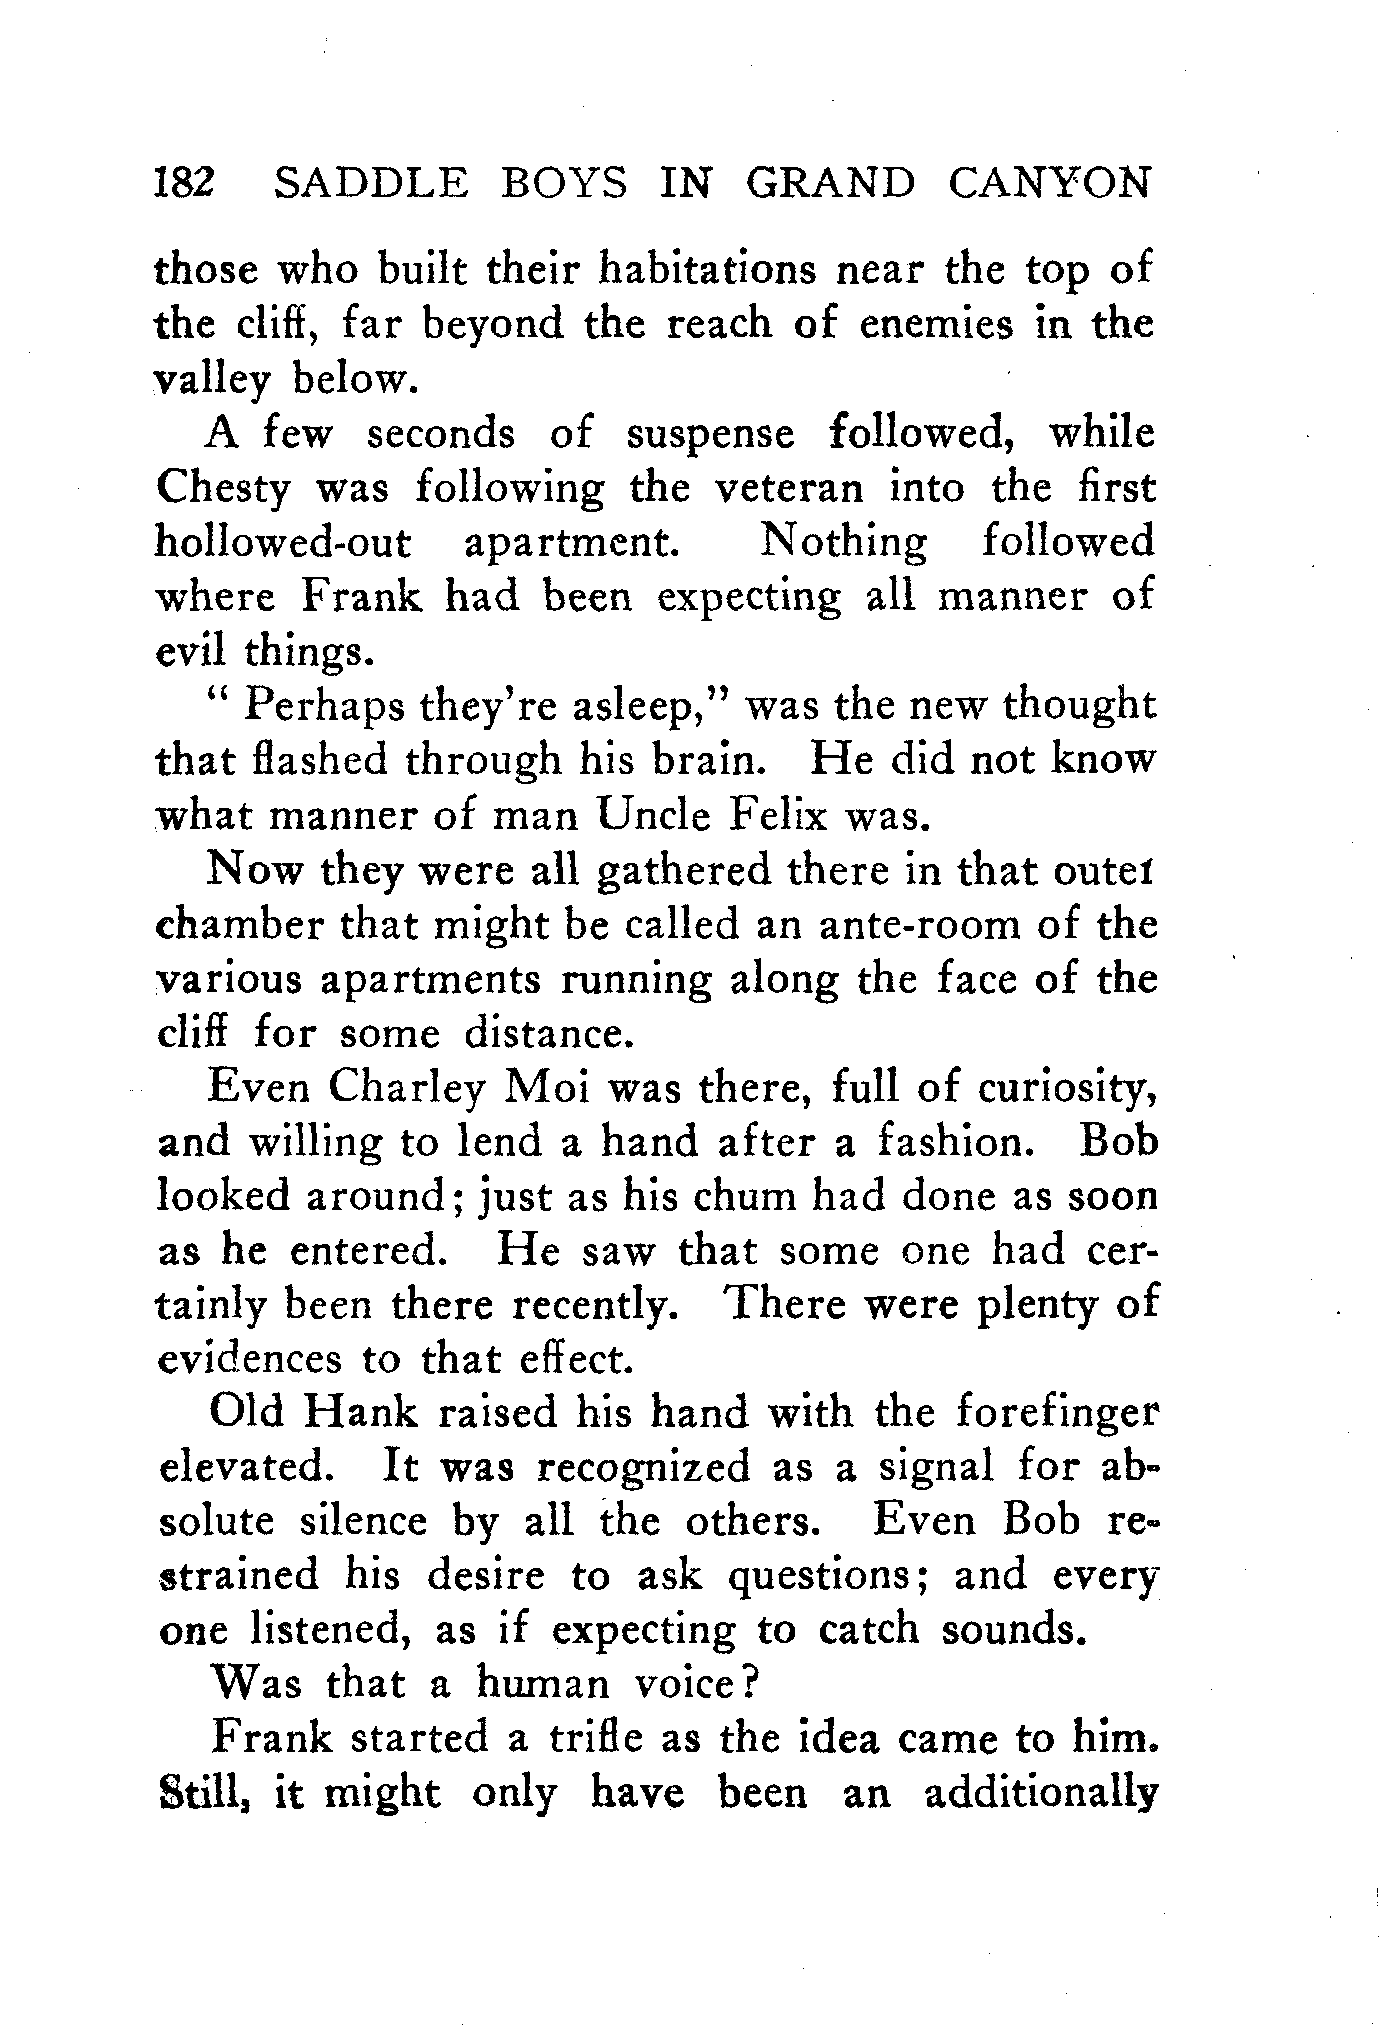 182 SADDLE BOYS IN GRAND CANYON
those who built their habitations near the top of
the cliff, far beyond the reach of enemies in the
valley below.
A few seconds of suspense followed, while
Chesty was following the veteran into the first
hollowed-out apartment. Nothing followed
where Frank had been expecting all manner of
evil things.
" Perhaps they're asleep," was the new thought
that flashed through his brain. He did not know
what manner of man Uncle Felix was.
Now they were all gathered there in that outer
chamber that might be called an ante-room of the
various apartments running along the face of the
cliff for some distance.
Even Charley Moi was there, full of curiosity,
and willing to lend a hand after a fashion. Bob
looked around; just as his chum had done as soon
as he entered. He saw that some one had cer-
tainly been there recently. There were plenty of
evidences to that effect.
Old Hank raised his hand with the forefinger
elevated. It was recognized as a signal for ab-
solute silence by all the others. Even Bob re-
strained his desire to ask questions; and every
one listened, as if expecting to catch sounds.
Was that a human voice?
Frank started a trifle as the idea came to him.
Still, it might only have been an additionally